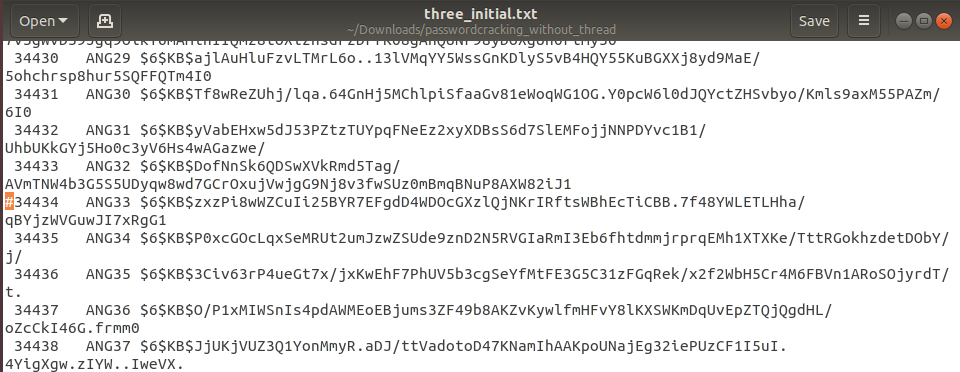 Open
three_initial.txt
~/Downloads/passwordcracking_without_thread
Save
34430 ANG29 $6$KB$ajlAuHluFzvLTMrL6o..13lVMqYY5WssGnKDlyS5vB4HQY55KuBGXXj8yd9MaE/
5ohchrsp8hur5SQFFQTm4I0
34431 ANG30 $6$KB$Tf8wReZUhj/lqa.64GnHj5MChlpiSfaaGv81eWoqWG1OG.Y0pcW6l0dJQYctZHSvbyo/Kmls9axM55PAZm/
6I0
34432 ANG31 $6$KB$yVabEHxw5dJ53PZtzTUYpqFNeEz2xyXDBsS6d7SlEMFojjNNPDYvc1B1/
UhbUKkGYj5Ho0c3yV6Hs4wAGazwe/
34433 ANG32 $6$KB$DofNnSk6QDSwXVkRmd5Tag/
AVmTNW4b3G5S5UDyqw8wd7GCrOxujVwjgG9Nj8v3fwSUz0mBmqBNuP8AXW82iJ1
#34434 ANG33 $6$KB$zxzPi8wWZCuIi25BYR7EFgdD4WDOcGXzlQjNKrIRftsWBhEcTiCBB.7f48YWLETLHha/
qBYjzWVGuwJI7xRgG1
34435 ANG34 $6$KB$P0xcGOcLqxSeMRUt2umJzwZSUde9znD2N5RVGIaRmI3Eb6fhtdmmjrprqEMh1XTXKe/TttRGokhzdetDObY/
j/
34436 ANG35 $6$KB$3Civ63rP4ueGt7x/jxKwEhF7PhUV5b3cgSeYfMtFE3G5C31zFGqRek/x2f2WbH5Cr4M6FBVn1ARoSOjyrdT/
t.
34437 ANG36 $6$KB$O/P1xMIWSnIs4pdAWMEoEBjums3ZF49b8AKZvKywlfmHFvY8lKXSWKmDqUvEpZTQjQgdHL/
oZcCkI46G.frmm0
34438 ANG37 $6$KB$JjUKjVUZ3Q1YonMmyR.aDJ/ttVadotoD47KNamIhAAKpoUNajEg32iePUzCF1I5uI.
4YigXgw.zIYW..IweVX.